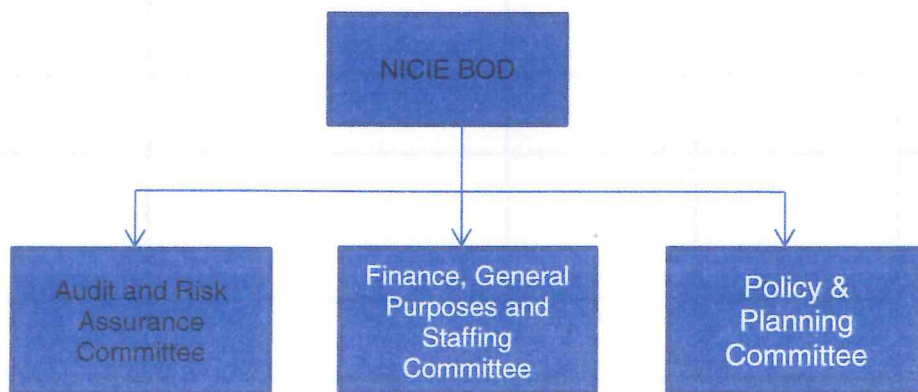 NICIE BOD
Audit and Risk
Assurance
Committee
Finance, General
Purposes and
Staffing
Committee
Policy &
Planning
Committee